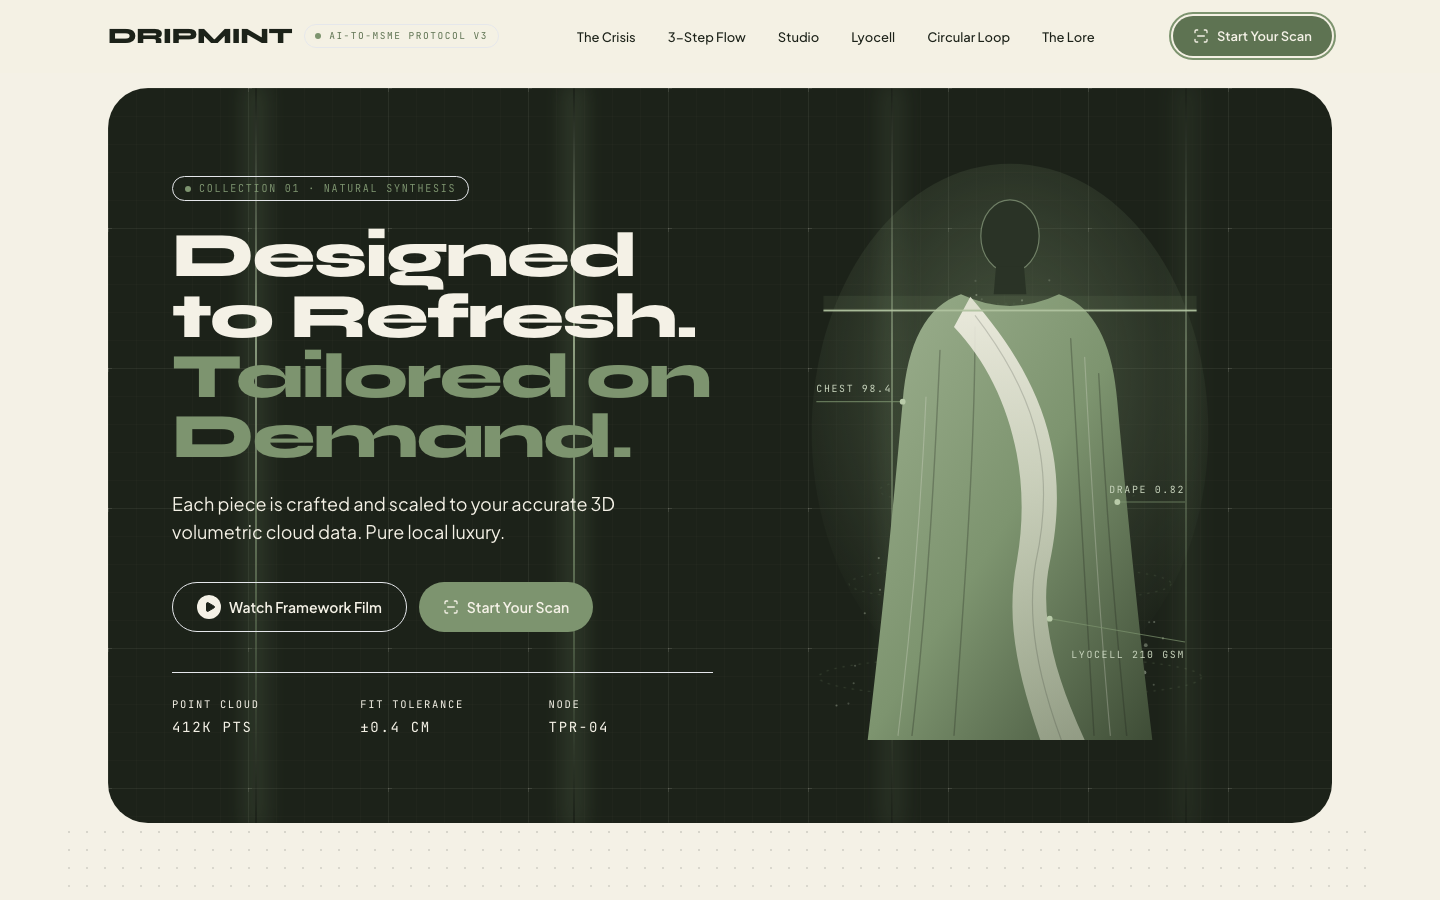 DRIPMINT
AI-TO-MSME PROTOCOL V3
The Crisis
3-Step Flow
Studio
Lyocell
Circular Loop
The Lore
Start Your Scan
COLLECTION 01 · NATURAL SYNTHESIS
Designed
to Refresh.
Tailored on
Demand.
Each piece is crafted and scaled to your accurate 3D
volumetric cloud data. Pure local luxury.
Watch Framework Film
Start Your Scan
POINT CLOUD
412K PTS
FIT TOLERANCE
±0.4 CM
NODE
TPR-04
CHEST 98.4
DRAPE 0.82
LYOCELL 210 GSM